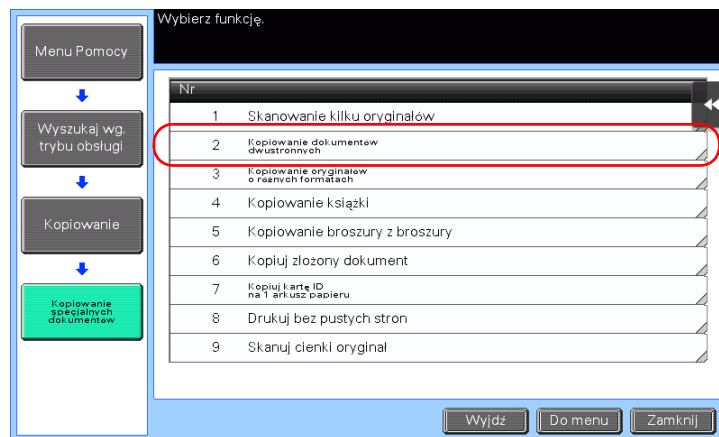 Wybierz funkcję.
Menu Pomocy
Wyszukaj wg.
trybu obsługi
Kopiowanie
Kopiowanie
specjalnych
dokumentów
Nr
1 Skanowanie kilku oryginałów
2 Kopiowanie dokumentów
dwustronnych
3 Kopiowanie oryginałów
o różnych formatach
4 Kopiowanie książki
5 Kopiowanie broszury z broszury
6 Kopiuj złożony dokument
7 Kopiuj kartę ID
na 1 arkusz papieru
8 Drukuj bez pustych stron
9 Skanuj cienki oryginał
Wyjdź Do menu Zamknij